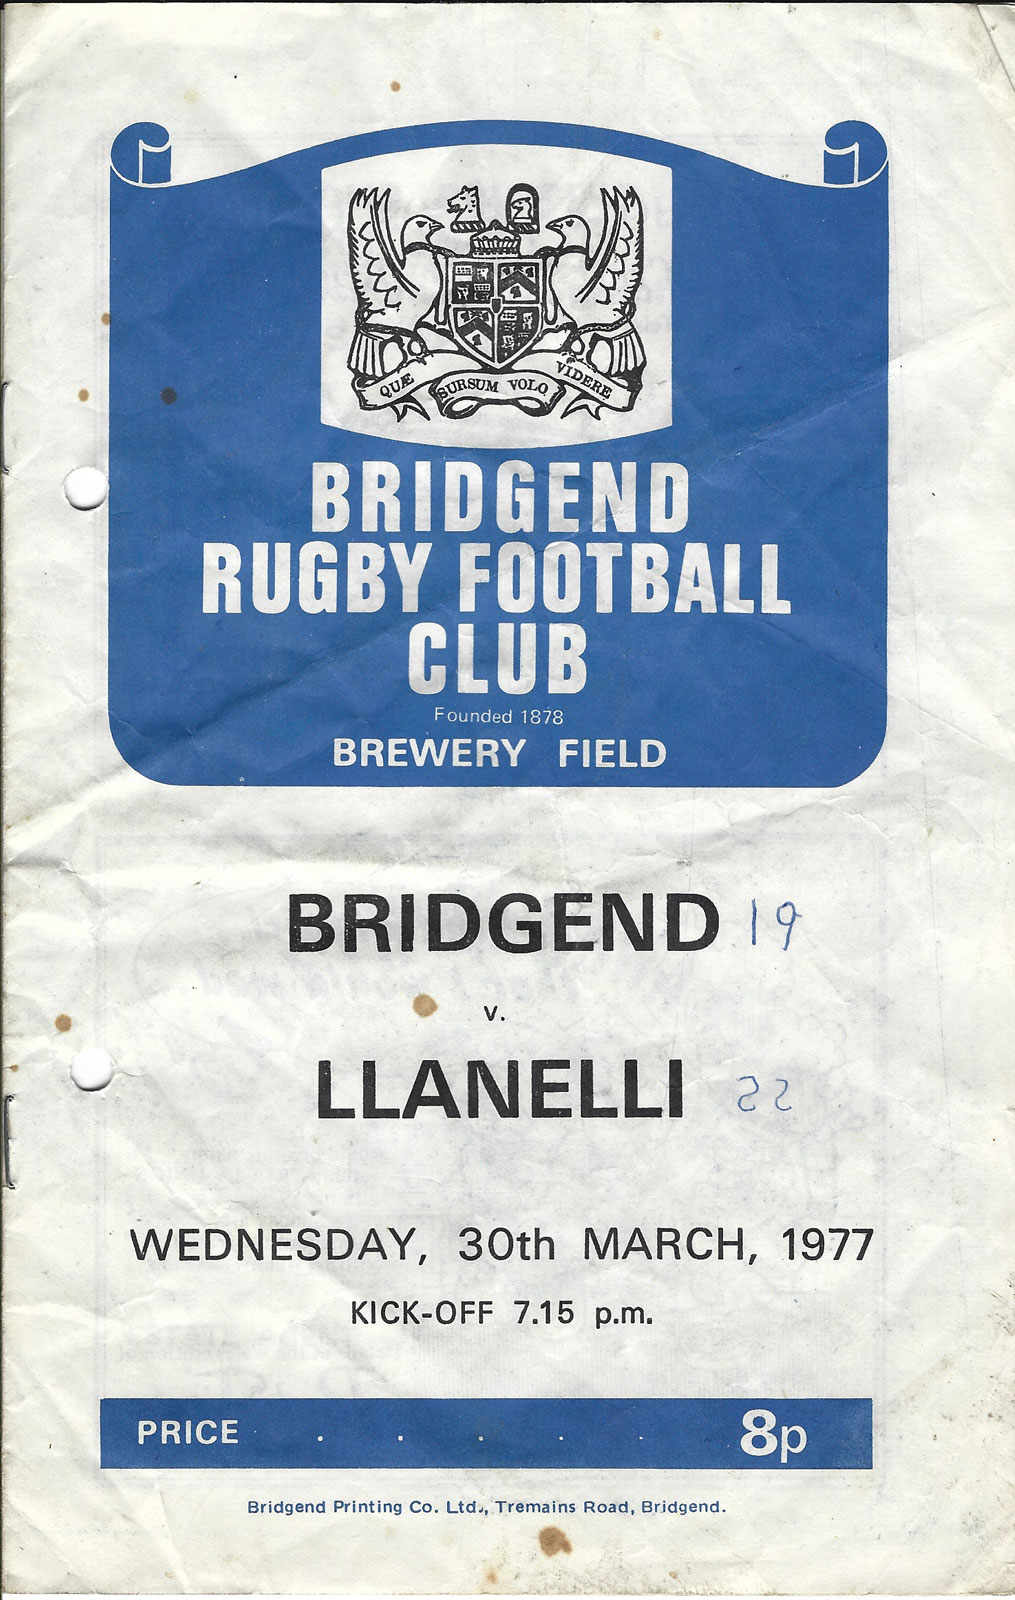 QUÆ SURSUM VOLO VIDERE
BRIDGEND
RUGBY FOOTBALL
CLUB
Founded 1878
BREWERY FIELD
BRIDGEND 19
v.
LLANELLI 22
WEDNESDAY, 30th MARCH, 1977
KICK-OFF 7.15 p.m.
PRICE . . . . . 8p
Bridgend Printing Co. Ltd., Tremains Road, Bridgend.